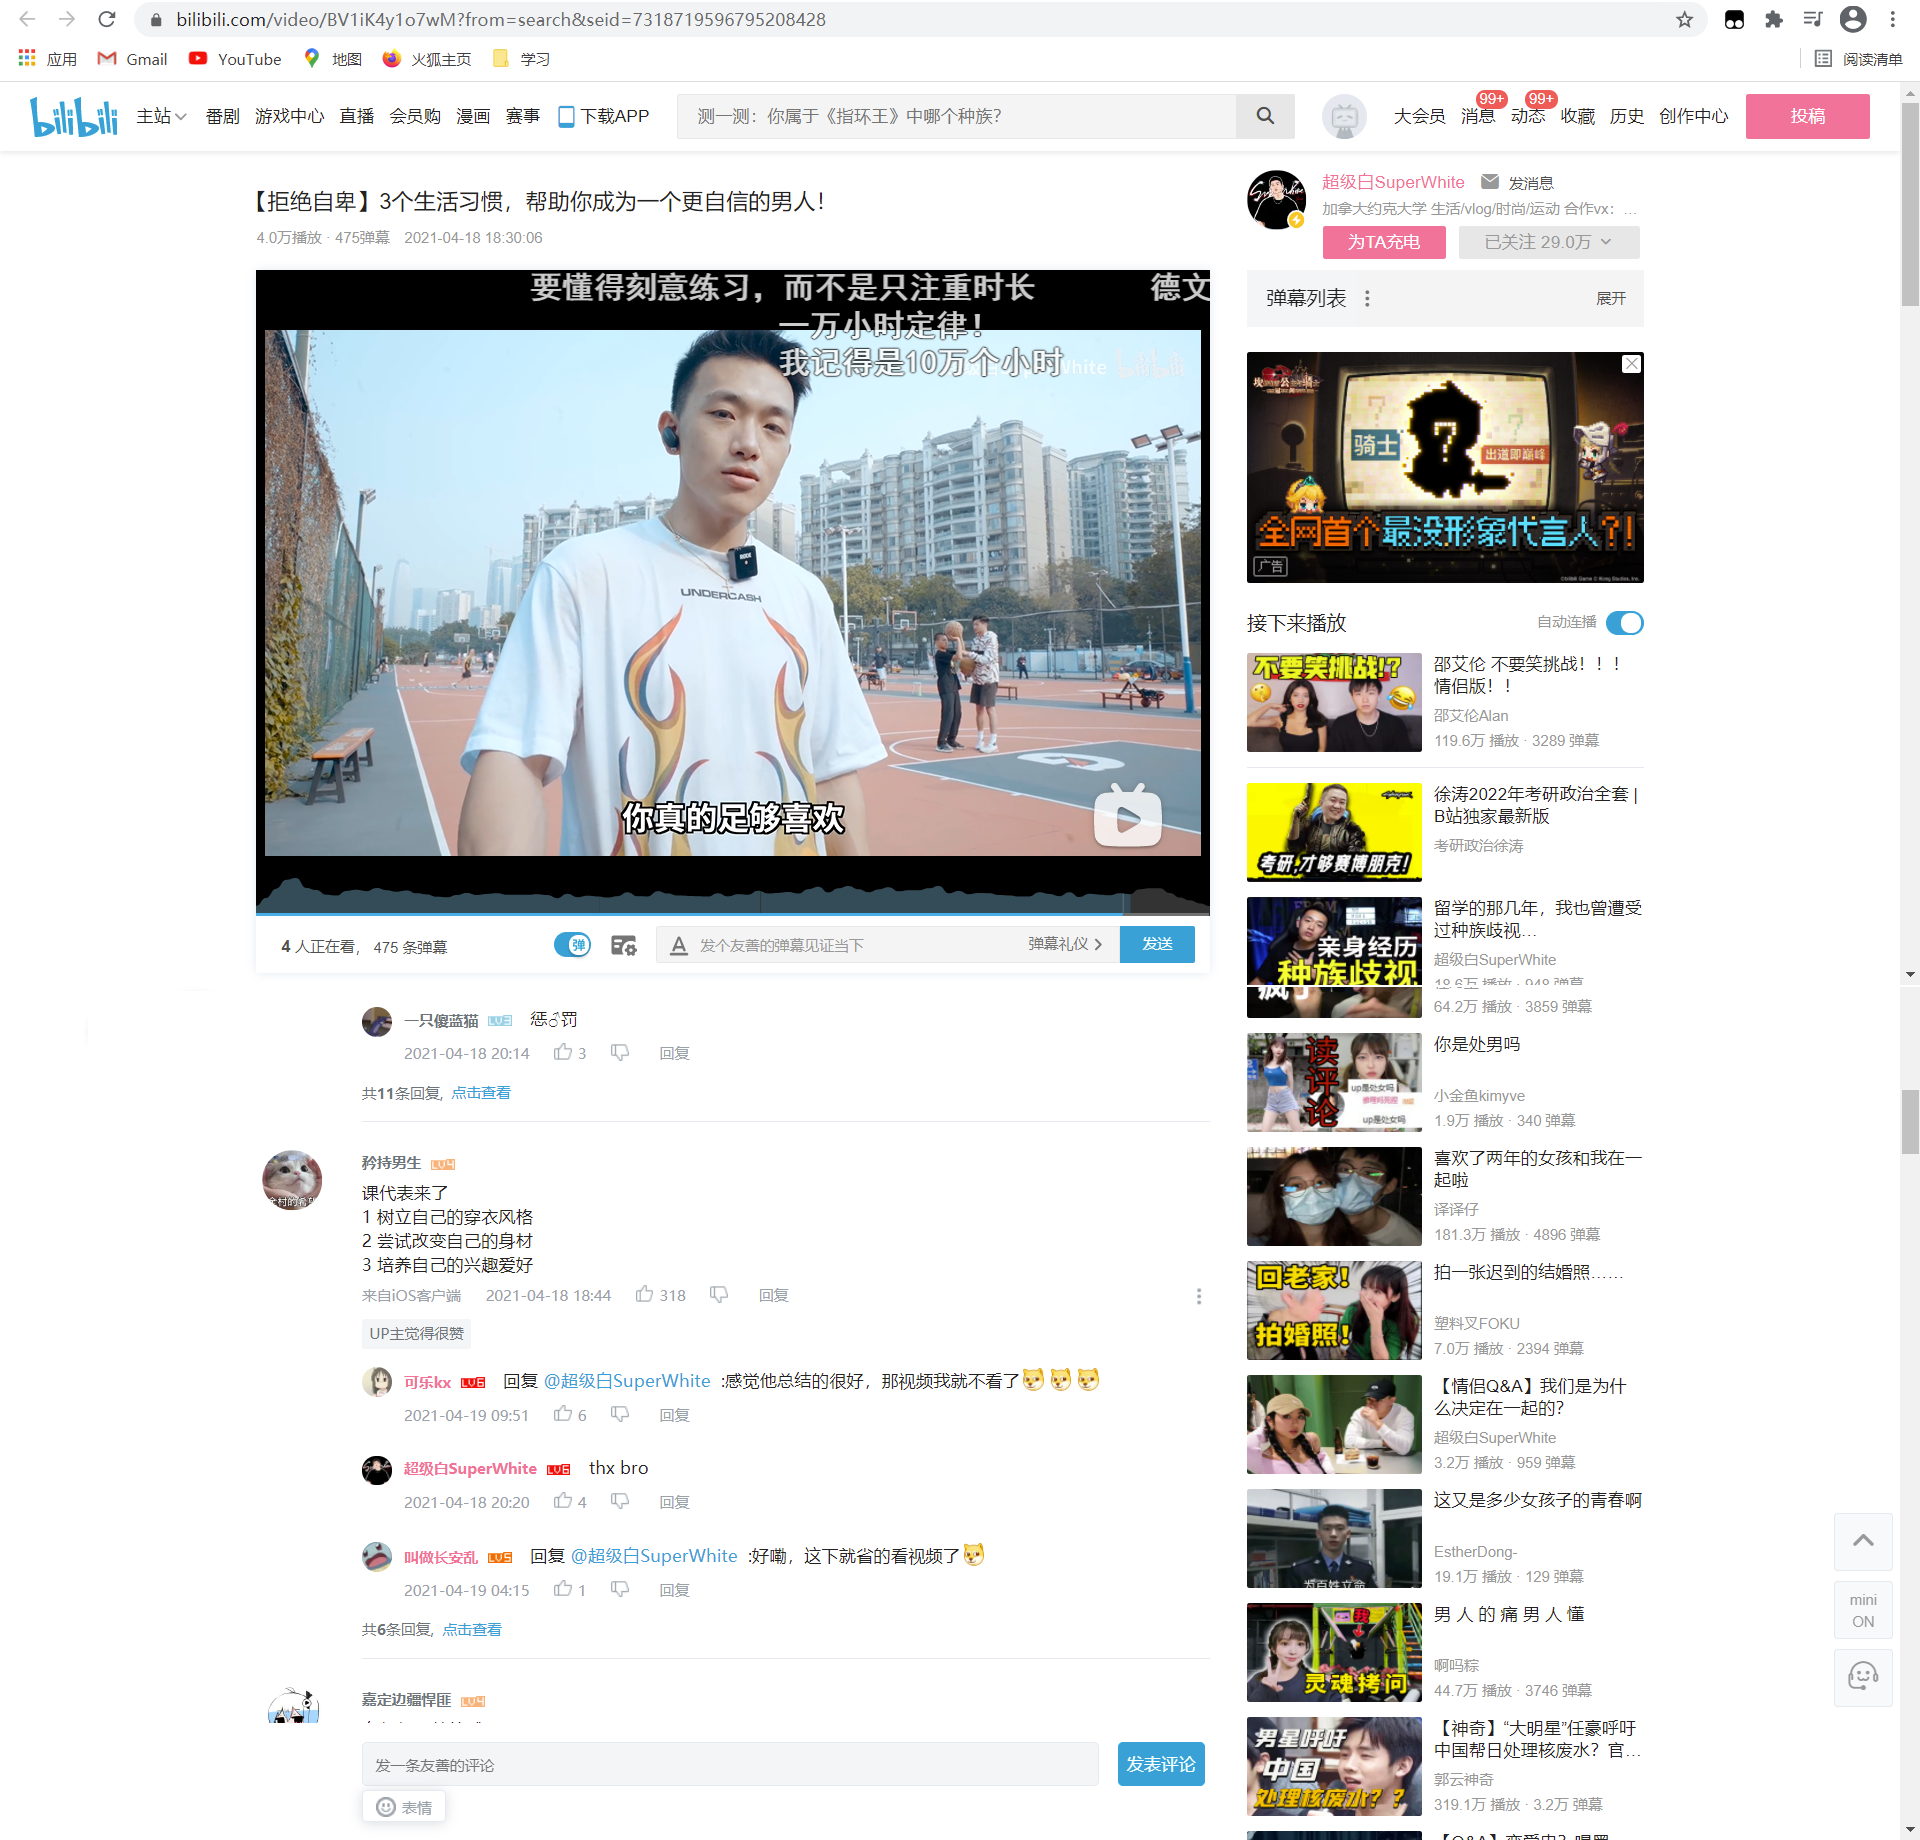 bilibili.com/video/BV1iK4y1o7wM?from=search&seid=7318719596795208428
应用 Gmail YouTube 地图 火狐主页 学习 阅读清单
bilibili 主站 番剧 游戏中心 直播 会员购 漫画 赛事 下载APP 测一测：你属于《指环王》中哪个种族？ 大会员 消息 99+ 动态 99+ 收藏 历史 创作中心 投稿
【拒绝自卑】3个生活习惯，帮助你成为一个更自信的男人！
4.0万播放 · 475弹幕 2021-04-18 18:30:06
超级白SuperWhite 发消息
加拿大约克大学 生活/vlog/时尚/运动 合作vx：...
为TA充电 已关注 29.0万
要懂得刻意练习，而不是只注重时长 德文
一万小时定律！
我记得是10万个小时
bilibili
RODE
UNDERCASH
你真的足够喜欢
4 人正在看， 475 条弹幕 弹 发个友善的弹幕见证当下 弹幕礼仪 发送
弹幕列表 展开
骑士
出道即巅峰
全网首个最没形象代言人?!
广告
接下来播放 自动连播
不要笑挑战!?
邵艾伦 不要笑挑战！！！
情侣版！！
邵艾伦Alan
119.6万 播放 · 3289 弹幕
考研,才够赛博朋克!
徐涛2022年考研政治全套 |
B站独家最新版
考研政治徐涛
亲身经历
种族歧视
留学的那几年，我也曾遭受
过种族歧视...
超级白SuperWhite
18.6万 播放 · 948 弹幕
64.2万 播放 · 3859 弹幕
读评论
up是处女吗
up是处女吗
你是处男吗
小金鱼kimyve
1.9万 播放 · 340 弹幕
喜欢了两年的女孩和我在一
起啦
译译仔
181.3万 播放 · 4896 弹幕
回老家!
拍婚照!
拍一张迟到的结婚照……
塑料叉FOKU
7.0万 播放 · 2394 弹幕
【情侣Q&A】我们是为什
么决定在一起的？
超级白SuperWhite
3.2万 播放 · 959 弹幕
为百姓立命
这又是多少女孩子的青春啊
EstherDong-
19.1万 播放 · 129 弹幕
我
灵魂拷问
男 人 的 痛 男 人 懂
啊吗粽
44.7万 播放 · 3746 弹幕
男星呼吁
中国
处理核废水？？
【神奇】“大明星”任豪呼吁
中国帮日处理核废水？官...
郭云神奇
319.1万 播放 · 3.2万 弹幕
一只傻蓝猫 LV3 惩♂罚
2021-04-18 20:14 3 回复
共11条回复, 点击查看
全村的希望
矜持男生 LV4
课代表来了
1 树立自己的穿衣风格
2 尝试改变自己的身材
3 培养自己的兴趣爱好
来自iOS客户端 2021-04-18 18:44 318 回复
UP主觉得很赞
可乐kx LV6 回复 @超级白SuperWhite :感觉他总结的很好，那视频我就不看了
2021-04-19 09:51 6 回复
超级白SuperWhite LV6 thx bro
2021-04-18 20:20 4 回复
叫做长安乱 LV5 回复 @超级白SuperWhite :好嘞，这下就省的看视频了
2021-04-19 04:15 1 回复
共6条回复, 点击查看
嘉定边疆悍匪 LV4
发一条友善的评论 发表评论
表情
mini
ON